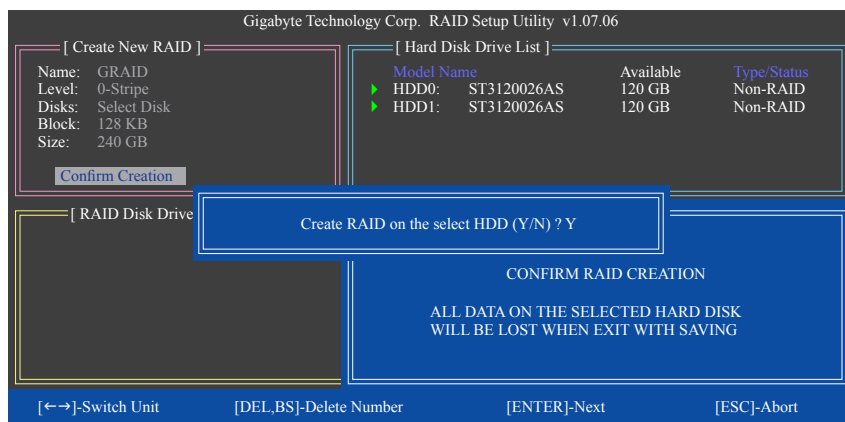 Gigabyte Technology Corp. RAID Setup Utility v1.07.06
[ Create New RAID ]
Name: GRAID
Level: 0-Stripe
Disks: Select Disk
Block: 128 KB
Size: 240 GB
Confirm Creation
[ Hard Disk Drive List ]
Model Name Available Type/Status
HDD0: ST3120026AS 120 GB Non-RAID
HDD1: ST3120026AS 120 GB Non-RAID
[ RAID Disk Drive
Create RAID on the select HDD (Y/N) ? Y
CONFIRM RAID CREATION
ALL DATA ON THE SELECTED HARD DISK
WILL BE LOST WHEN EXIT WITH SAVING
[←→]-Switch Unit [DEL,BS]-Delete Number [ENTER]-Next [ESC]-Abort